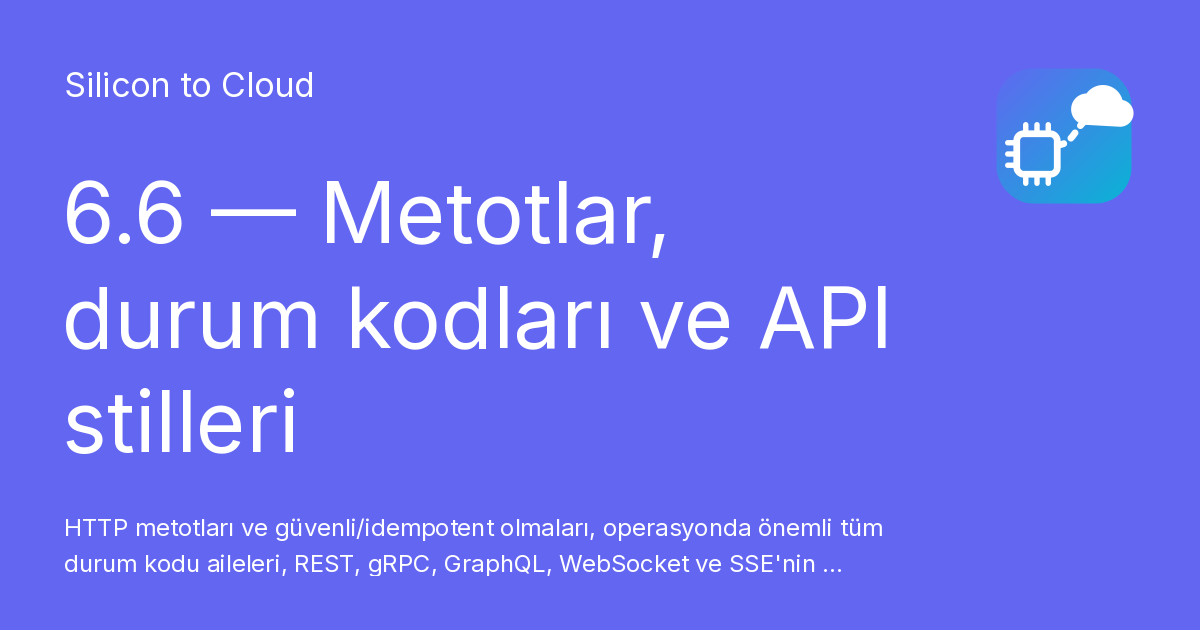 Silicon to Cloud
6.6 — Metotlar,
durum kodları ve API
stilleri
HTTP metotları ve güvenli/idempotent olmaları, operasyonda önemli tüm
durum kodu aileleri, REST, gRPC, GraphQL, WebSocket ve SSE'nin ...